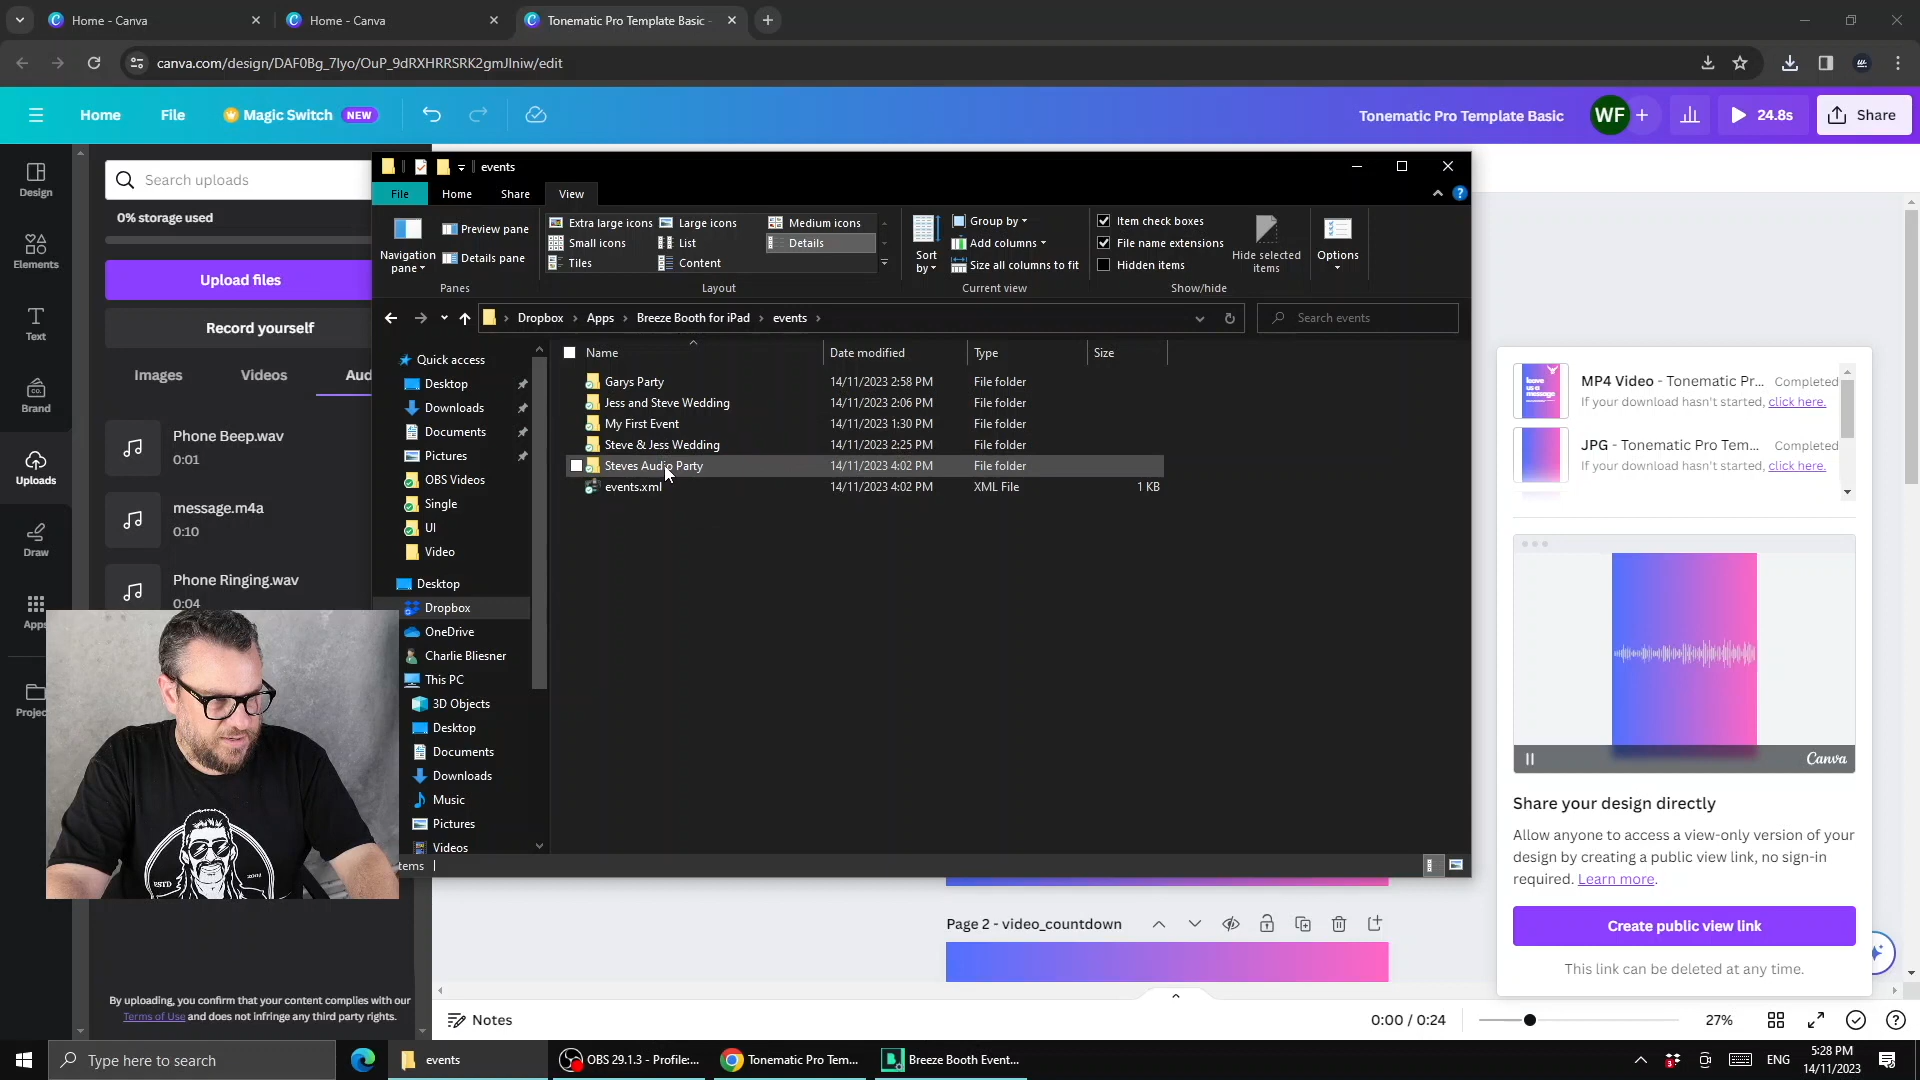 Home - Canva
Home - Canva
Tonematic Pro Template Basic -
canva.com/design/DAF0Bg_7lyo/OuP_9dRXHRRSRK2gmJlniw/edit
Home
File
Magic Switch
NEW
Tonematic Pro Template Basic
WF
24.8s
Share
Design
Elements
Text
Brand
Uploads
Draw
Apps
Projec
Search uploads
0% storage used
Upload files
Record yourself
Images
Videos
Aud
Phone Beep.wav
0:01
message.m4a
0:10
Phone Ringing.wav
0:04
By uploading, you confirm that your content complies with our
Terms of Use and does not infringe any third party rights.
events
File
Home
Share
View
Navigation pane
Preview pane
Details pane
Panes
Extra large icons
Large icons
Medium icons
Small icons
List
Details
Tiles
Content
Layout
Sort by
Group by
Add columns
Size all columns to fit
Current view
Item check boxes
File name extensions
Hidden items
Hide selected items
Show/hide
Options
Dropbox > Apps > Breeze Booth for iPad > events >
Search events
Quick access
Desktop
Downloads
Documents
Pictures
OBS Videos
Single
UI
Video
Desktop
Dropbox
OneDrive
Charlie Bliesner
This PC
3D Objects
Desktop
Documents
Downloads
Music
Pictures
Videos
tems
Name Date modified Type Size
Garys Party 14/11/2023 2:58 PM File folder
Jess and Steve Wedding 14/11/2023 2:06 PM File folder
My First Event 14/11/2023 1:30 PM File folder
Steve & Jess Wedding 14/11/2023 2:25 PM File folder
Steves Audio Party 14/11/2023 4:02 PM File folder
events.xml 14/11/2023 4:02 PM XML File 1 KB
leave us a message
MP4 Video - Tonematic Pr... Completed
If your download hasn't started, click here.
JPG - Tonematic Pro Tem... Completed
If your download hasn't started, click here.
Canva
Share your design directly
Allow anyone to access a view-only version of your
design by creating a public view link, no sign-in
required. Learn more.
Create public view link
This link can be deleted at any time.
Page 2 - video_countdown
ESTD
Notes
0:00 / 0:24
27%
Type here to search
events
OBS 29.1.3 - Profile:...
Tonematic Pro Tem...
Breeze Booth Event...
ENG
5:28 PM
14/11/2023